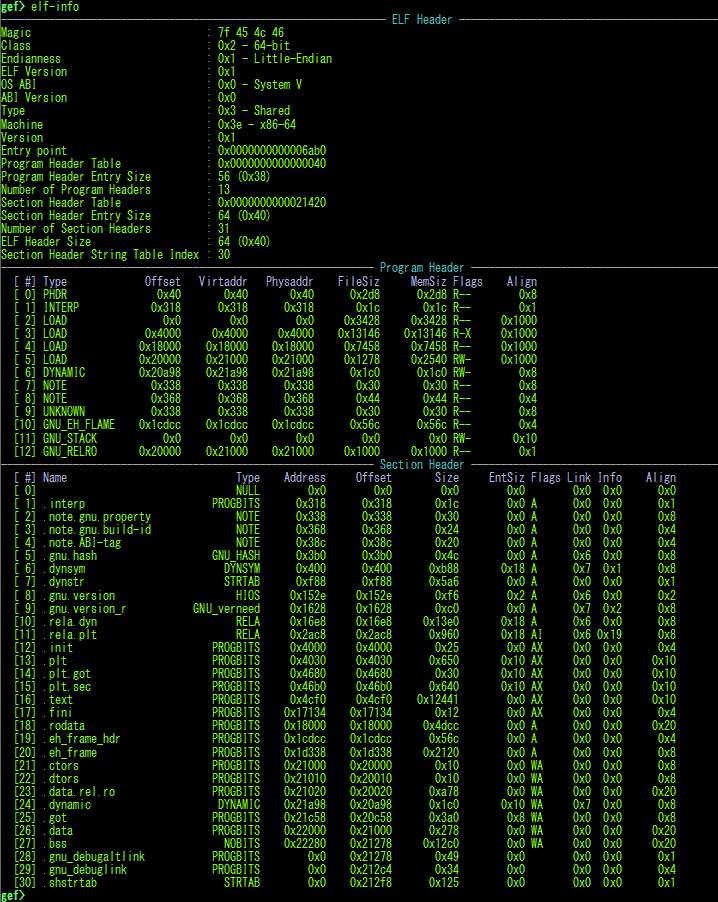 gef> elf-info
ELF Header
Magic : 7f 45 4c 46
Class : 0x2 - 64-bit
Endianness : 0x1 - Little-Endian
ELF Version : 0x1
OS ABI : 0x0 - System V
ABI Version : 0x0
Type : 0x3 - Shared
Machine : 0x3e - x86-64
Version : 0x1
Entry point : 0x0000000000006ab0
Program Header Table : 0x0000000000000040
Program Header Entry Size : 56 (0x38)
Number of Program Headers : 13
Section Header Table : 0x0000000000021420
Section Header Entry Size : 64 (0x40)
Number of Section Headers : 31
ELF Header Size : 64 (0x40)
Section Header String Table Index : 30
Program Header
[ #] Type Offset Virtaddr Physaddr FileSiz MemSiz Flags Align
[ 0] PHDR 0x40 0x40 0x40 0x2d8 0x2d8 R-- 0x8
[ 1] INTERP 0x318 0x318 0x318 0x1c 0x1c R-- 0x1
[ 2] LOAD 0x0 0x0 0x0 0x3428 0x3428 R-- 0x1000
[ 3] LOAD 0x4000 0x4000 0x4000 0x13146 0x13146 R-X 0x1000
[ 4] LOAD 0x18000 0x18000 0x18000 0x7458 0x7458 R-- 0x1000
[ 5] LOAD 0x20000 0x21000 0x21000 0x1278 0x2540 RW- 0x1000
[ 6] DYNAMIC 0x20a98 0x21a98 0x21a98 0x1c0 0x1c0 RW- 0x8
[ 7] NOTE 0x338 0x338 0x338 0x30 0x30 R-- 0x8
[ 8] NOTE 0x368 0x368 0x368 0x44 0x44 R-- 0x4
[ 9] UNKNOWN 0x338 0x338 0x338 0x30 0x30 R-- 0x8
[10] GNU_EH_FLAME 0x1cdcc 0x1cdcc 0x1cdcc 0x56c 0x56c R-- 0x4
[11] GNU_STACK 0x0 0x0 0x0 0x0 0x0 RW- 0x10
[12] GNU_RELRO 0x20000 0x21000 0x21000 0x1000 0x1000 R-- 0x1
Section Header
[ #] Name Type Address Offset Size EntSiz Flags Link Info Align
[ 0] NULL 0x0 0x0 0x0 0x0 0x0 0x0 0x0
[ 1] .interp PROGBITS 0x318 0x318 0x1c 0x0 A 0x0 0x0 0x1
[ 2] .note.gnu.property NOTE 0x338 0x338 0x30 0x0 A 0x0 0x0 0x8
[ 3] .note.gnu.build-id NOTE 0x368 0x368 0x24 0x0 A 0x0 0x0 0x4
[ 4] .note.ABI-tag NOTE 0x38c 0x38c 0x20 0x0 A 0x0 0x0 0x4
[ 5] .gnu.hash GNU_HASH 0x3b0 0x3b0 0x4c 0x0 A 0x6 0x0 0x8
[ 6] .dynsym DYNSYM 0x400 0x400 0xb88 0x18 A 0x7 0x1 0x8
[ 7] .dynstr STRTAB 0xf88 0xf88 0x5a6 0x0 A 0x0 0x0 0x1
[ 8] .gnu.version HIOS 0x152e 0x152e 0xf6 0x2 A 0x6 0x0 0x2
[ 9] .gnu.version_r GNU_verneed 0x1628 0x1628 0xc0 0x0 A 0x7 0x2 0x8
[10] .rela.dyn RELA 0x16e8 0x16e8 0x13e0 0x18 A 0x6 0x0 0x8
[11] .rela.plt RELA 0x2ac8 0x2ac8 0x960 0x18 AI 0x6 0x19 0x8
[12] .init PROGBITS 0x4000 0x4000 0x25 0x0 AX 0x0 0x0 0x4
[13] .plt PROGBITS 0x4030 0x4030 0x650 0x10 AX 0x0 0x0 0x10
[14] .plt.got PROGBITS 0x4680 0x4680 0x30 0x10 AX 0x0 0x0 0x10
[15] .plt.sec PROGBITS 0x46b0 0x46b0 0x640 0x10 AX 0x0 0x0 0x10
[16] .text PROGBITS 0x4cf0 0x4cf0 0x12441 0x0 AX 0x0 0x0 0x10
[17] .fini PROGBITS 0x17134 0x17134 0x12 0x0 AX 0x0 0x0 0x4
[18] .rodata PROGBITS 0x18000 0x18000 0x4dcc 0x0 A 0x0 0x0 0x20
[19] .eh_frame_hdr PROGBITS 0x1cdcc 0x1cdcc 0x56c 0x0 A 0x0 0x0 0x4
[20] .eh_frame PROGBITS 0x1d338 0x1d338 0x2120 0x0 A 0x0 0x0 0x8
[21] .ctors PROGBITS 0x21000 0x20000 0x10 0x0 WA 0x0 0x0 0x8
[22] .dtors PROGBITS 0x21010 0x20010 0x10 0x0 WA 0x0 0x0 0x8
[23] .data.rel.ro PROGBITS 0x21020 0x20020 0xa78 0x0 WA 0x0 0x0 0x20
[24] .dynamic DYNAMIC 0x21a98 0x20a98 0x1c0 0x10 WA 0x7 0x0 0x8
[25] .got PROGBITS 0x21c58 0x20c58 0x3a0 0x8 WA 0x0 0x0 0x8
[26] .data PROGBITS 0x22000 0x21000 0x278 0x0 WA 0x0 0x0 0x20
[27] .bss NOBITS 0x22280 0x21278 0x12c0 0x0 WA 0x0 0x0 0x20
[28] .gnu_debugaltlink PROGBITS 0x0 0x21278 0x49 0x0 0x0 0x0 0x1
[29] .gnu_debuglink PROGBITS 0x0 0x212c4 0x34 0x0 0x0 0x0 0x4
[30] .shstrtab STRTAB 0x0 0x212f8 0x125 0x0 0x0 0x0 0x1
gef>